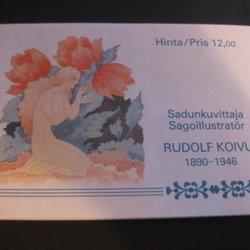 Hinta/Pris 12,00
Sadunkuvittaja
Sagoillustratör
RUDOLF KOIVU
1890-1946